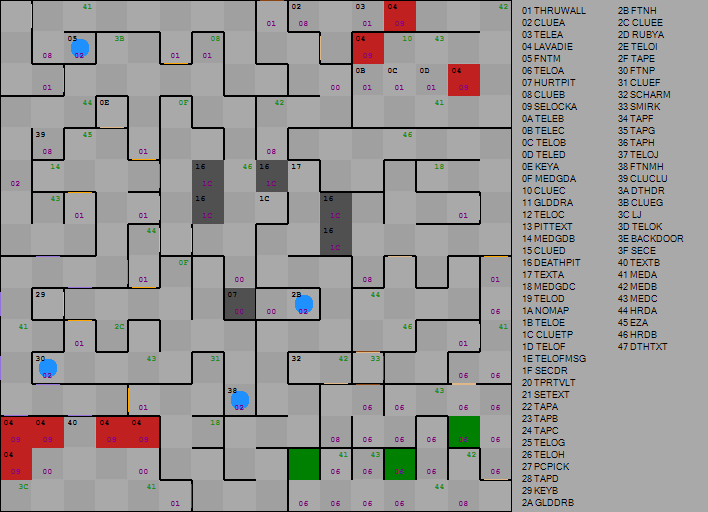 41 02 03 04 42
01 08 01 09
05 3B 08 04 10 43
08 02 01 01 09
0B 0C 0D 04
01 00 01 01 01 09
44 0E 0F 42 41
39 45 46
08 01 08
14 16 46 16 17 18
02 10 10
43 16 1C 16
01 01 10 10 01
44 16
10
0F
01 00 08 01
29 07 2B 44
00 00 02 06
41 2C 46 41
01 01
30 43 31 32 42 33
02 06 06
38 43
01 02 06 06 06 06
04 04 40 04 04 18
09 09 09 09 08 06 06 06 06
04 41 43 42
09 00 00 06 06 06 06 06
3C 41 44
01 06 06 06 06 08
01 THRUWALL
02 CLUEA
03 TELEA
04 LAVADIE
05 FNTM
06 TELOA
07 HURTPIT
08 CLUEB
09 SELOCKA
0A TELEB
0B TELEC
0C TELOB
0D TELED
0E KEYA
0F MEDGDA
10 CLUEC
11 GLDDRA
12 TELOC
13 PITTEXT
14 MEDGDB
15 CLUED
16 DEATHPIT
17 TEXTA
18 MEDGDC
19 TELOD
1A NOMAP
1B TELOE
1C CLUETP
1D TELOF
1E TELOFMSG
1F SECDR
20 TPRTVLT
21 SETEXT
22 TAPA
23 TAPB
24 TAPC
25 TELOG
26 TELOH
27 PCPICK
28 TAPD
29 KEYB
2A GLDDRB
2B FTNH
2C CLUEE
2D RUBYA
2E TELOI
2F TAPE
30 FTNP
31 CLUEF
32 SCHARM
33 SMIRK
34 TAPF
35 TAPG
36 TAPH
37 TELOJ
38 FTNMH
39 CLUCLU
3A DTHDR
3B CLUEG
3C LJ
3D TELOK
3E BACKDOOR
3F SECE
40 TEXTB
41 MEDA
42 MEDB
43 MEDC
44 HRDA
45 EZA
46 HRDB
47 DTHTXT